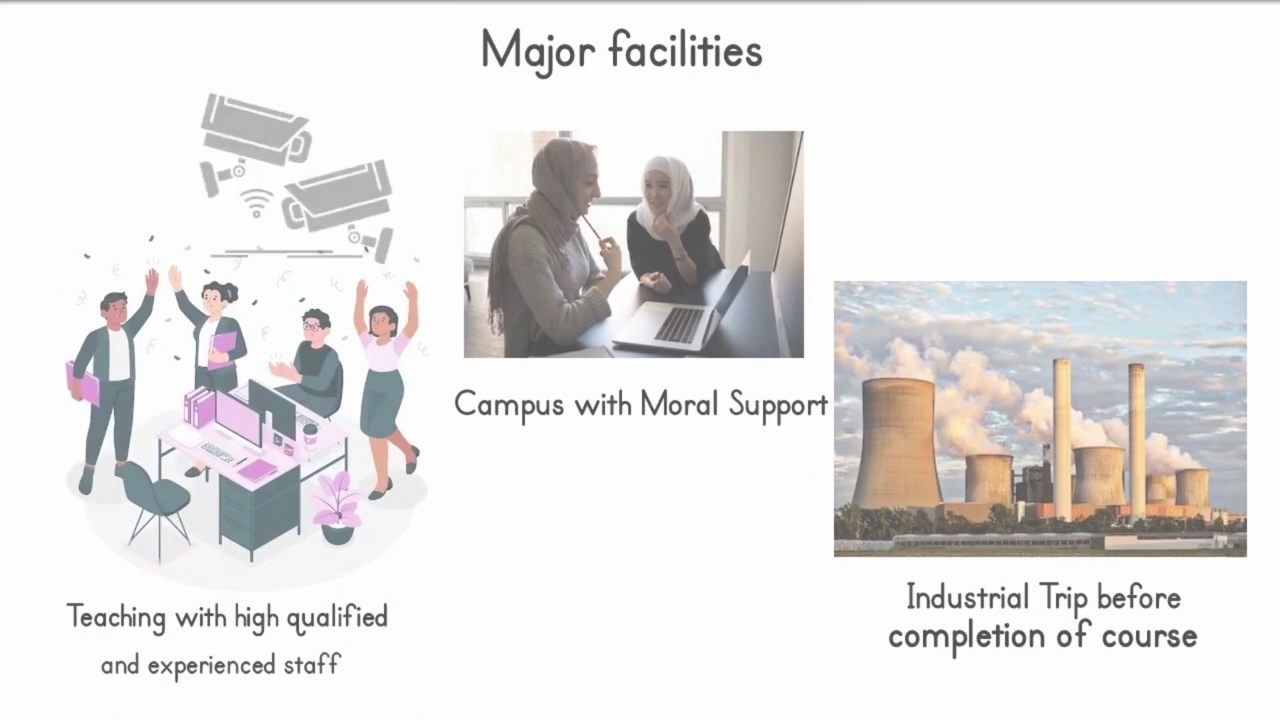 Major facilities
Campus with Moral Support
Teaching with high qualified
and experienced staff
Industrial Trip before
completion of course